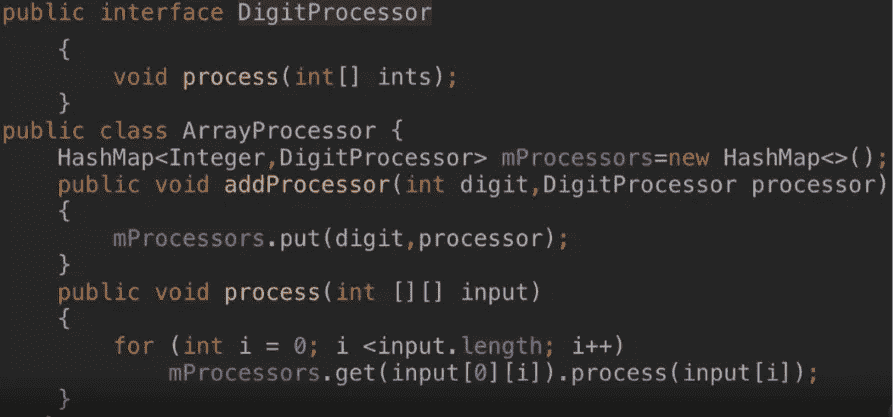 public interface DigitProcessor
{
void process(int[] ints);
}
public class ArrayProcessor {
HashMap<Integer,DigitProcessor> mProcessors=new HashMap<>();
public void addProcessor(int digit,DigitProcessor processor)
{
mProcessors.put(digit,processor);
}
public void process(int [][] input)
{
for (int i = 0; i <input.length; i++)
mProcessors.get(input[0][i]).process(input[i]);
}